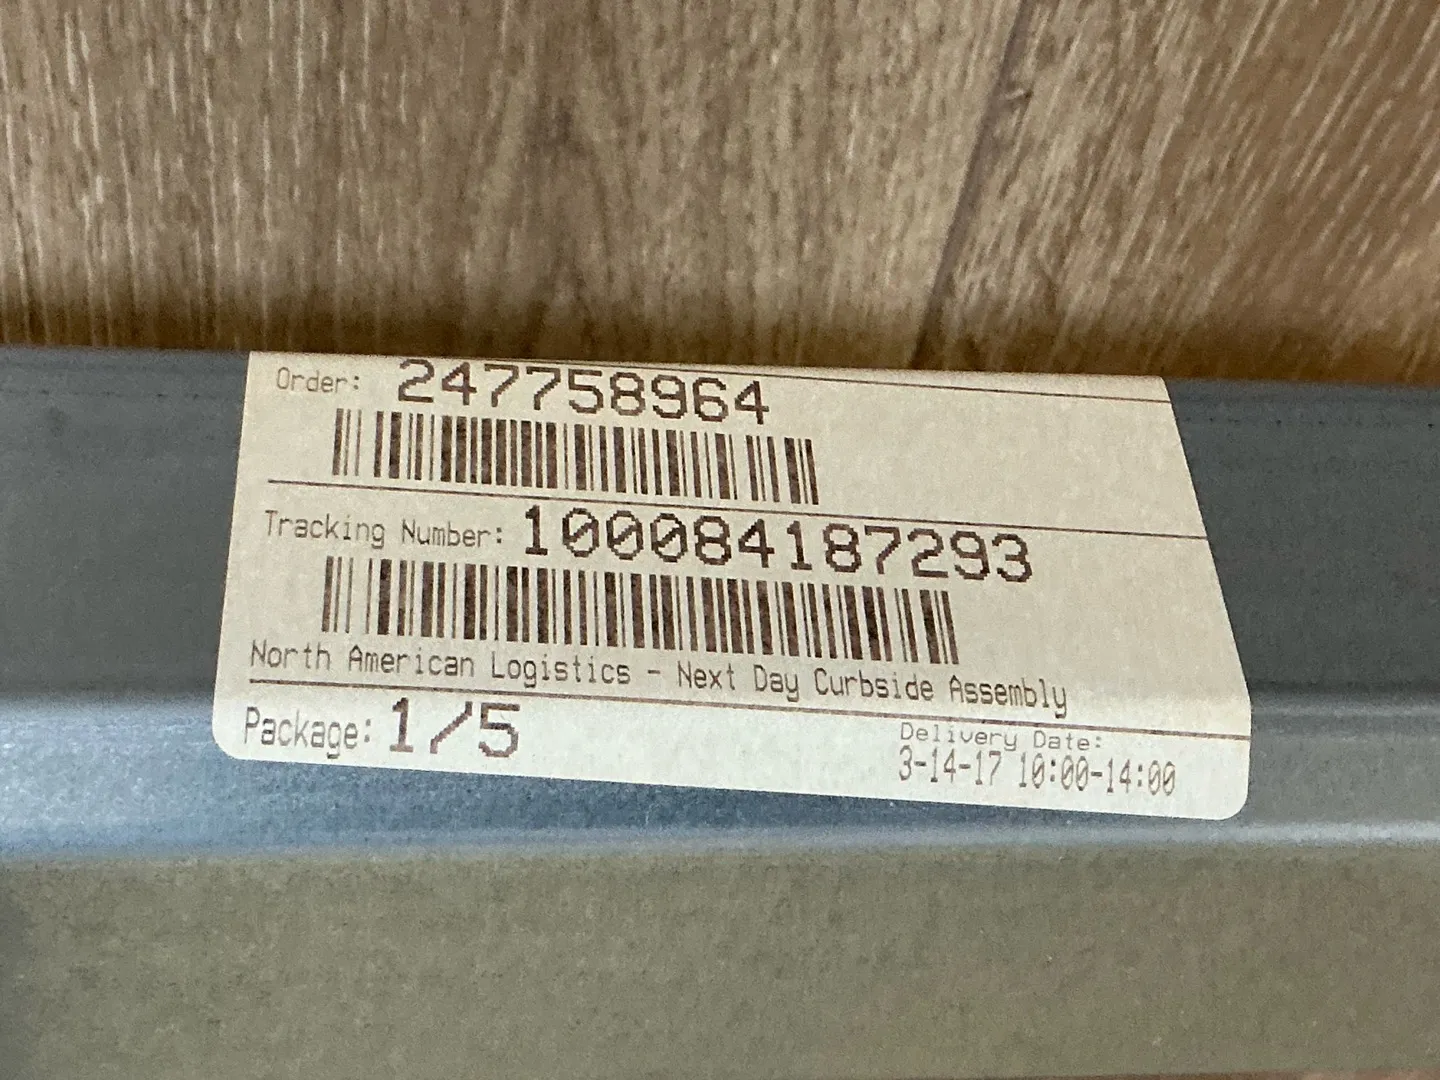 Order: 247758964
Tracking Number: 100084187293
North American Logistics - Next Day Curbside Assembly
Package: 1/5
Delivery Date:
3-14-17 10:00-14:00